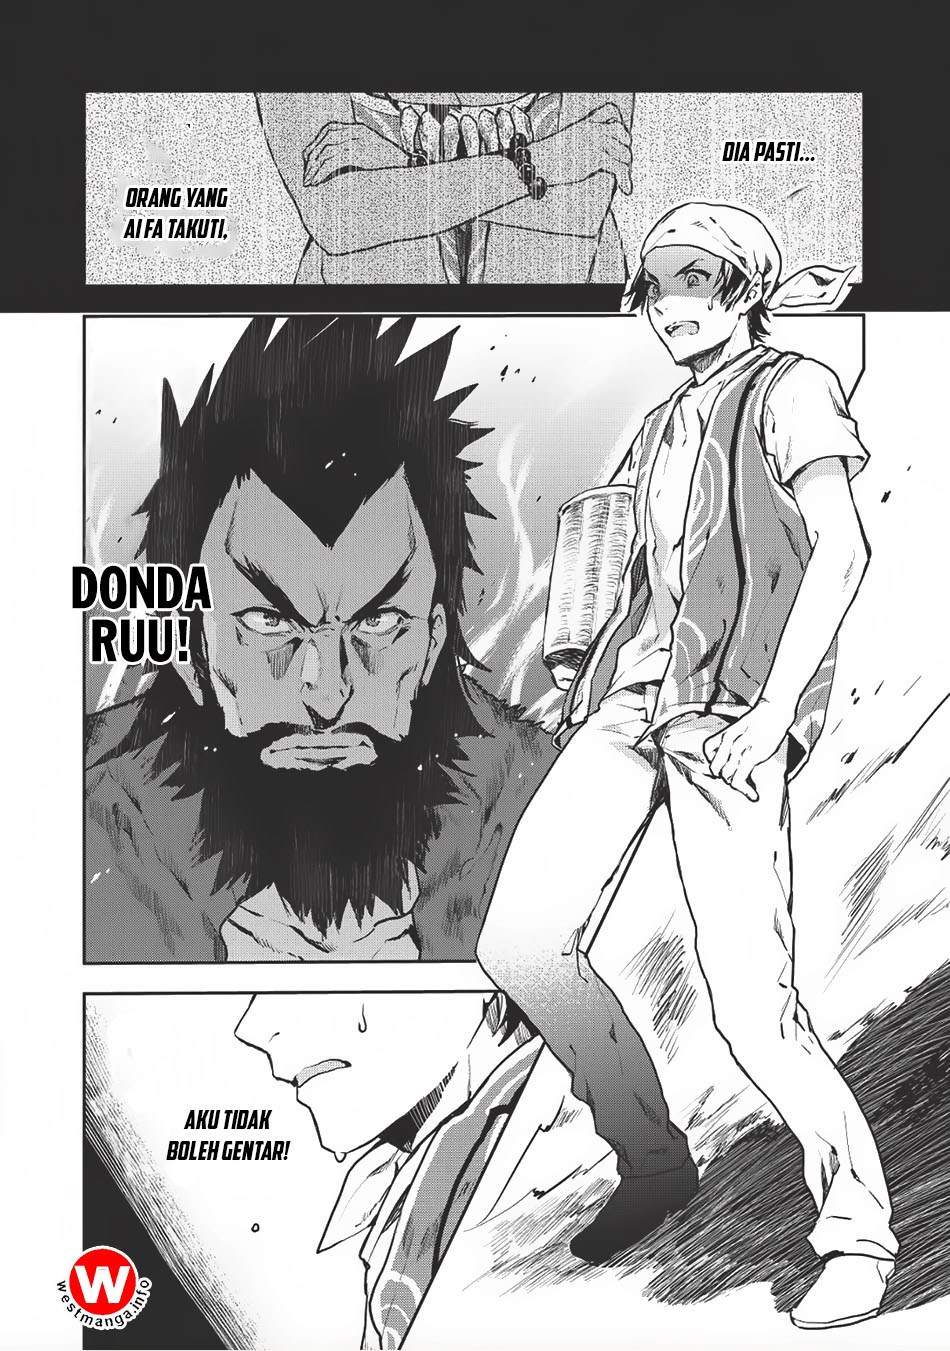 DIA PASTI...
ORANG YANG
AI FA TAKUTI,
DONDA
RUU!
AKU TIDAK
BOLEH GENTAR!
W
westmanga.info